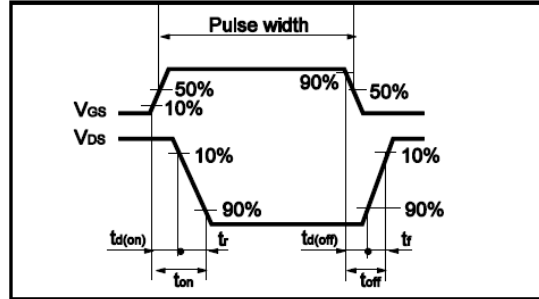 Pulse width
90%
50%
50%
10%
VGS
VDS
10%
10%
90%
90%
td(on)
tr
td(off)
tf
ton
toff